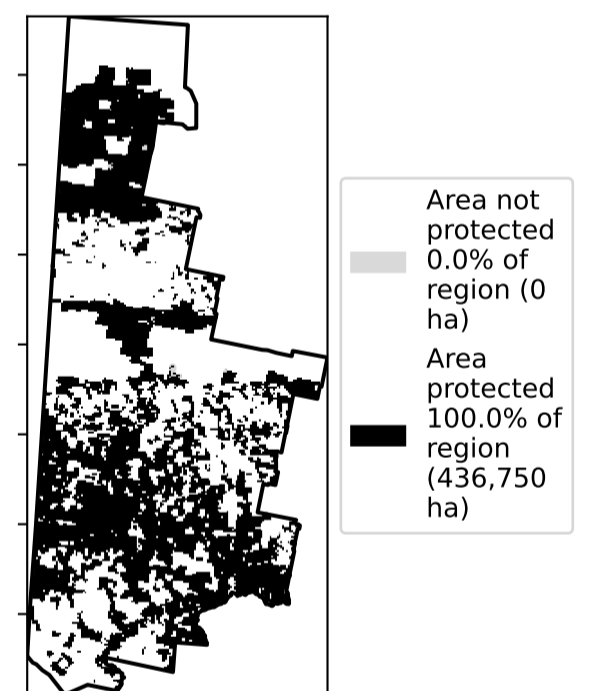 Area not
protected
0.0% of
region (0
ha)
Area
protected
100.0% of
region
(436,750
ha)